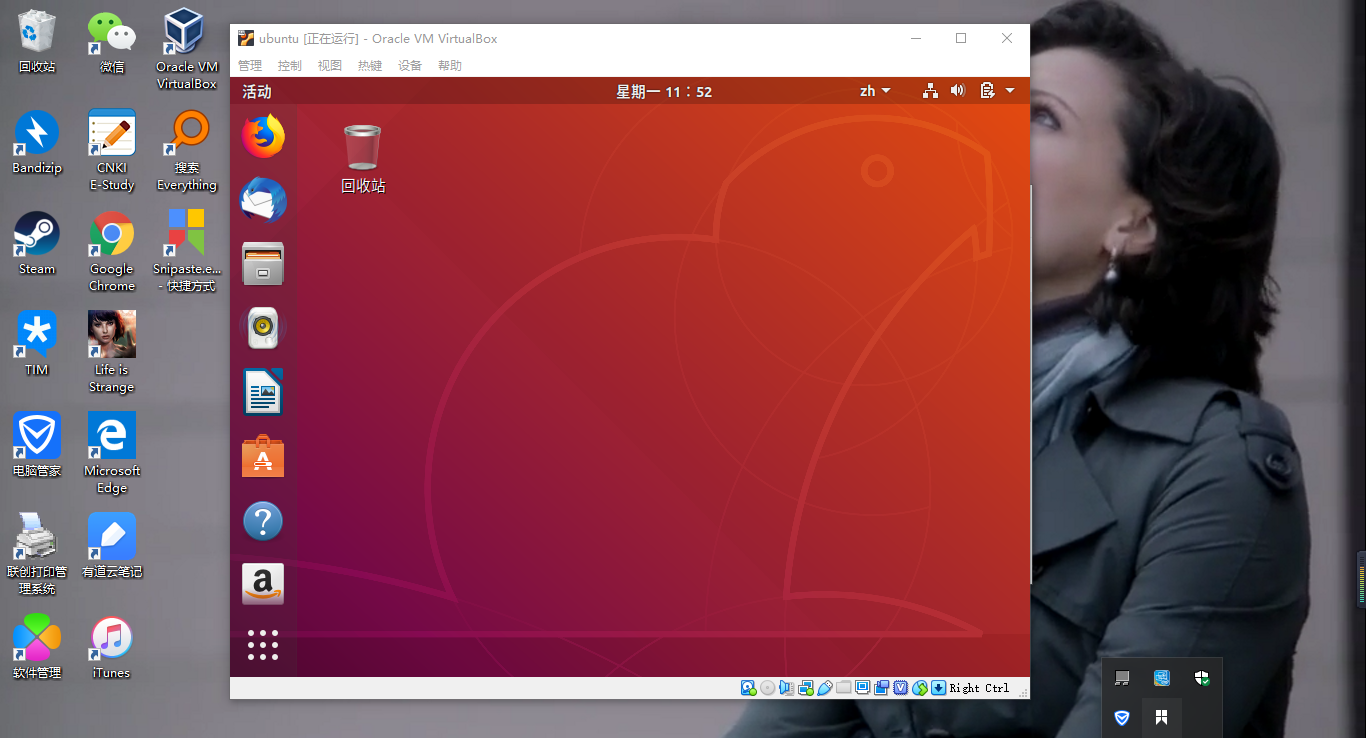 回收站
微信
Oracle VM
VirtualBox
Bandizip
CNKI
E-Study
搜索
Everything
Steam
Google
Chrome
Snipaste.e...
- 快捷方式
TIM
Life is
Strange
电脑管家
Microsoft
Edge
联创打印管
理系统
有道云笔记
软件管理
iTunes
ubuntu [正在运行] - Oracle VM VirtualBox
管理 控制 视图 热键 设备 帮助
活动 星期一 11：52 zh
回收站
Right Ctrl